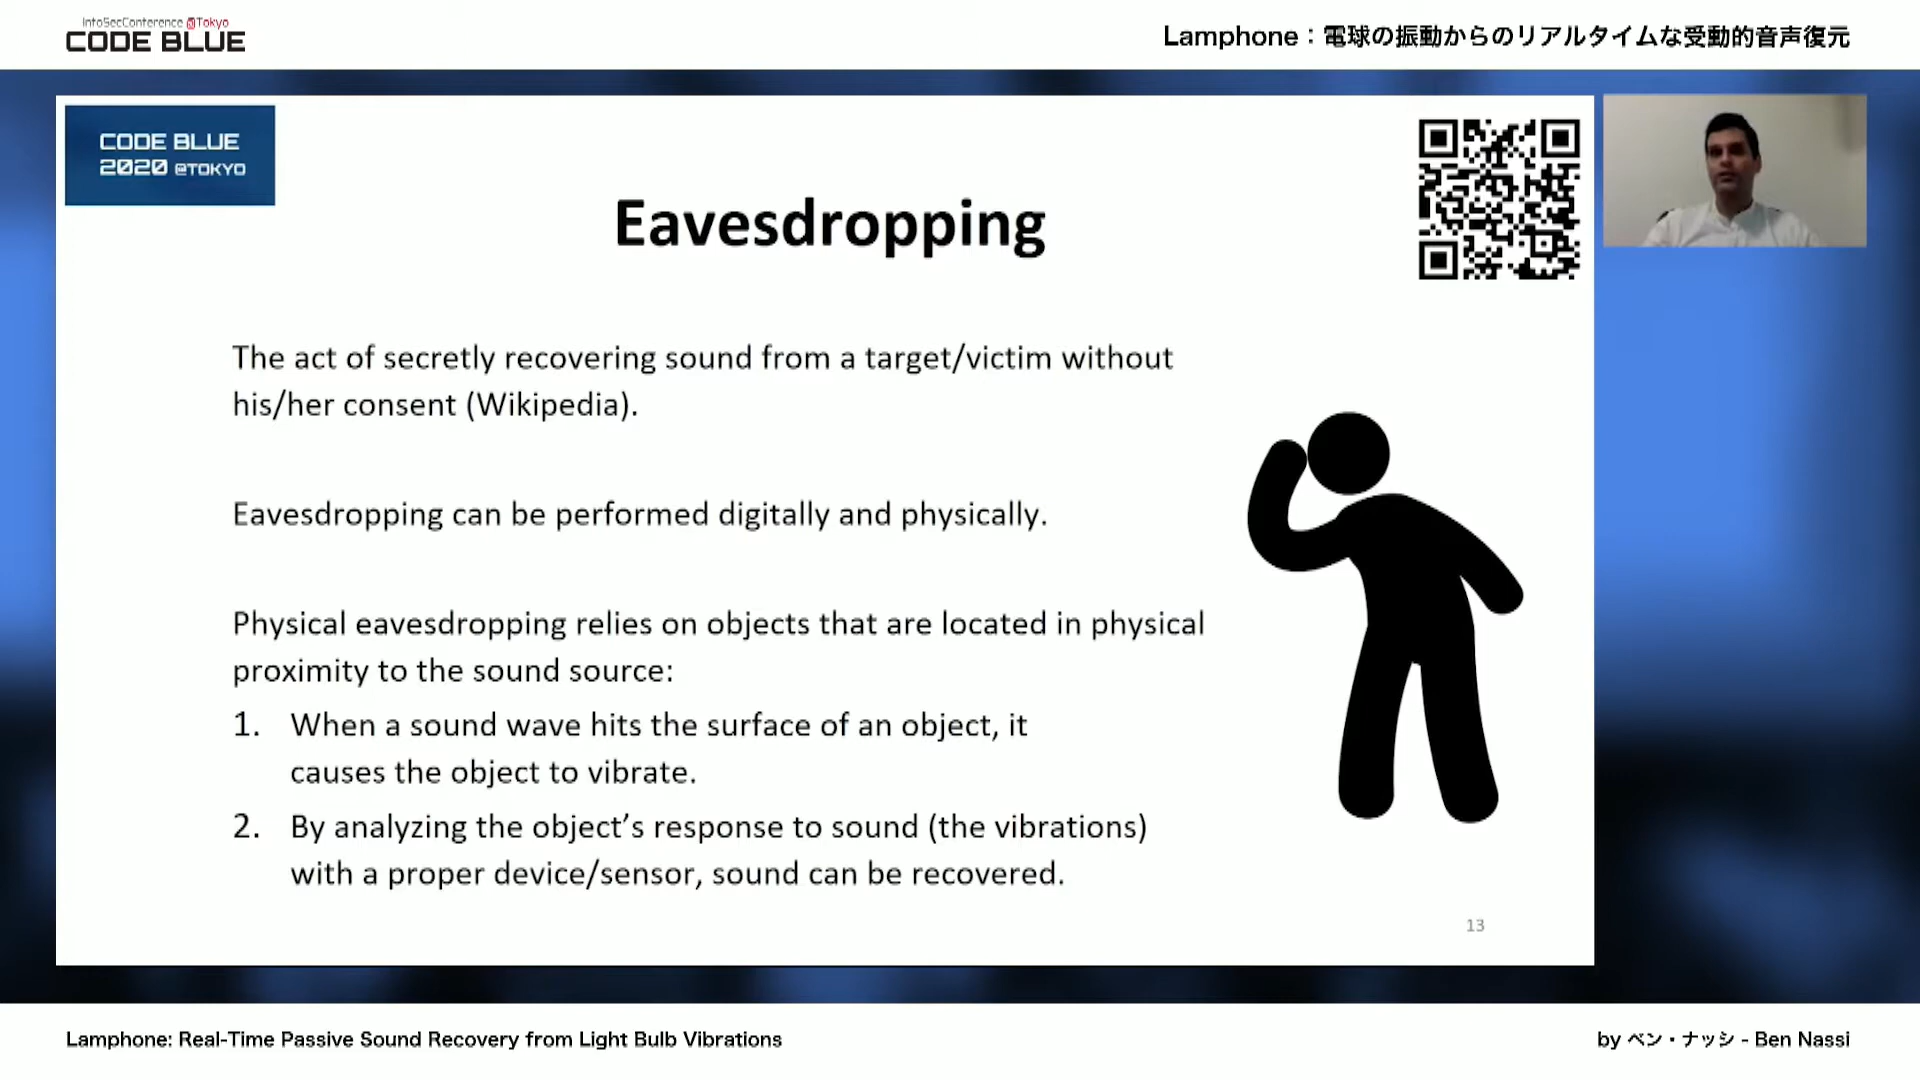 InfoSecConference @Tokyo
CODE BLUE
Lamphone：電球の振動からのリアルタイムな受動的音声復元
CODE BLUE
2020 @TOKYO
Eavesdropping
The act of secretly recovering sound from a target/victim without
his/her consent (Wikipedia).
Eavesdropping can be performed digitally and physically.
Physical eavesdropping relies on objects that are located in physical
proximity to the sound source:
1. When a sound wave hits the surface of an object, it
causes the object to vibrate.
2. By analyzing the object’s response to sound (the vibrations)
with a proper device/sensor, sound can be recovered.
13
Lamphone: Real-Time Passive Sound Recovery from Light Bulb Vibrations
by ベン・ナッシ - Ben Nassi